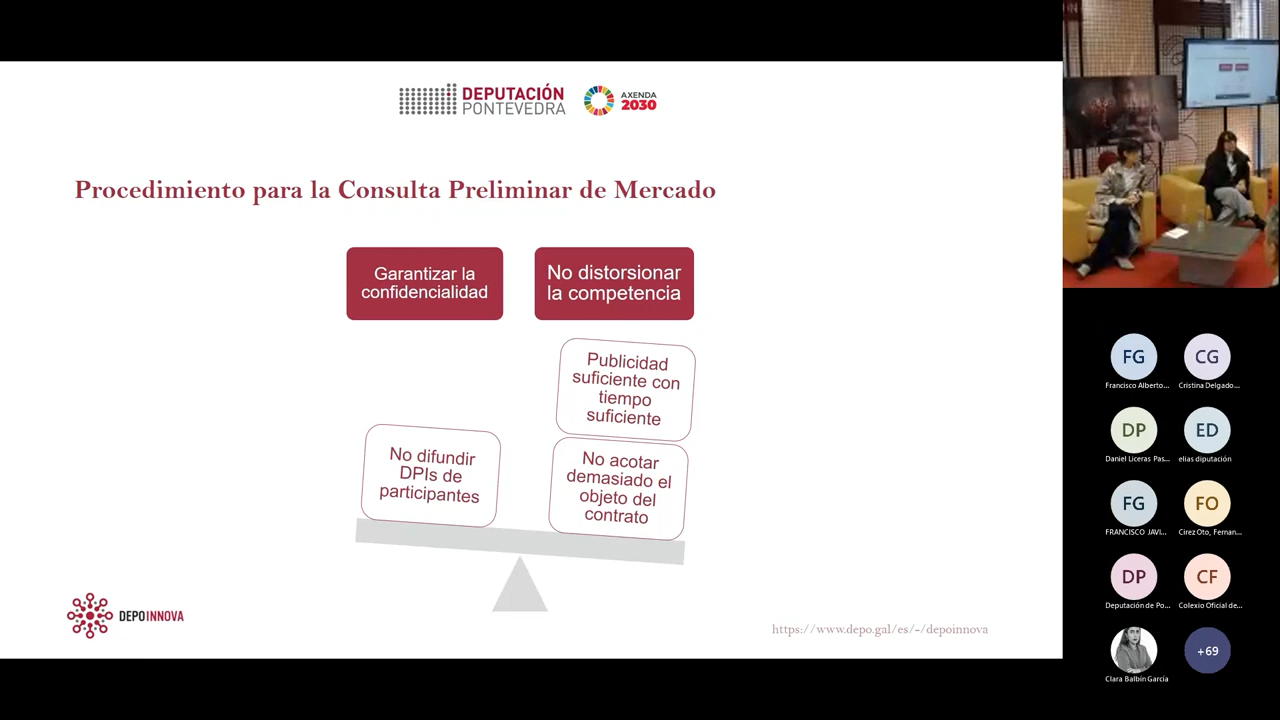 DEPUTACIÓN
PONTEVEDRA
AXENDA
2030
Procedimiento para la Consulta Preliminar de Mercado
Garantizar la
confidencialidad
No distorsionar
la competencia
Publicidad
suficiente con
tiempo
suficiente
No difundir
DPIs de
participantes
No acotar
demasiado el
objeto del
contrato
DEPOINNOVA
https://www.depo.gal/es/-/depoinnova
FG
CG
Francisco Alberto...
Cristina Delgado...
DP
ED
Daniel Liceras Pas...
elias diputación
FG
FO
FRANCISCO JAVI...
Cirez Oto, Fernan...
DP
CF
Deputación de Po...
Colexio Oficial de...
+69
Clara Balbín García